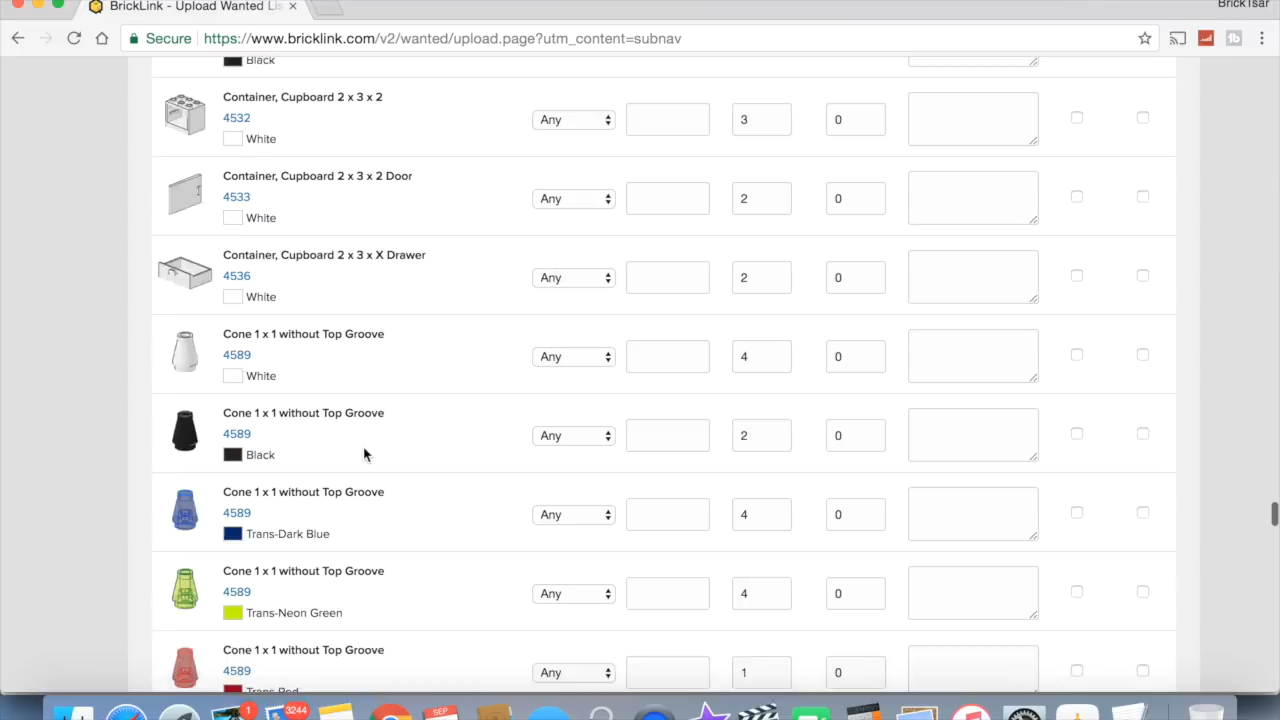 BrickLink - Upload Wanted Lis
BrickTsar
Secure https://www.bricklink.com/v2/wanted/upload.page?utm_content=subnav
Black
Container, Cupboard 2 x 3 x 2
4532
White
Any
3
0
Container, Cupboard 2 x 3 x 2 Door
4533
White
Any
2
0
Container, Cupboard 2 x 3 x X Drawer
4536
White
Any
2
0
Cone 1 x 1 without Top Groove
4589
White
Any
4
0
Cone 1 x 1 without Top Groove
4589
Black
Any
2
0
Cone 1 x 1 without Top Groove
4589
Trans-Dark Blue
Any
4
0
Cone 1 x 1 without Top Groove
4589
Trans-Neon Green
Any
4
0
Cone 1 x 1 without Top Groove
4589
Trans-Red
Any
1
0
1
3244
SEP